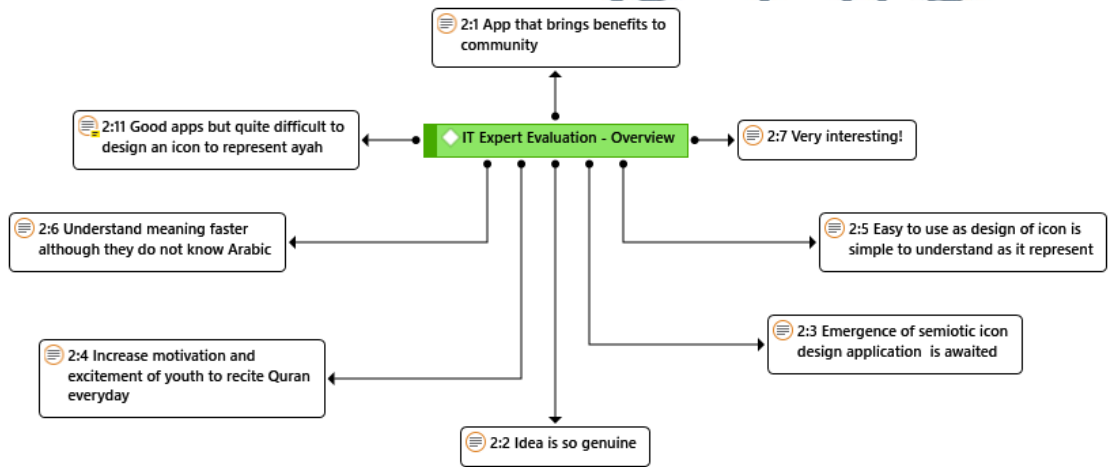 2:1 App that brings benefits to
community
IT Expert Evaluation - Overview
2:11 Good apps but quite difficult to
design an icon to represent ayah
2:7 Very interesting!
2:6 Understand meaning faster
although they do not know Arabic
2:5 Easy to use as design of icon is
simple to understand as it represent
2:3 Emergence of semiotic icon
design application is awaited
2:4 Increase motivation and
excitement of youth to recite Quran
everyday
2:2 Idea is so genuine